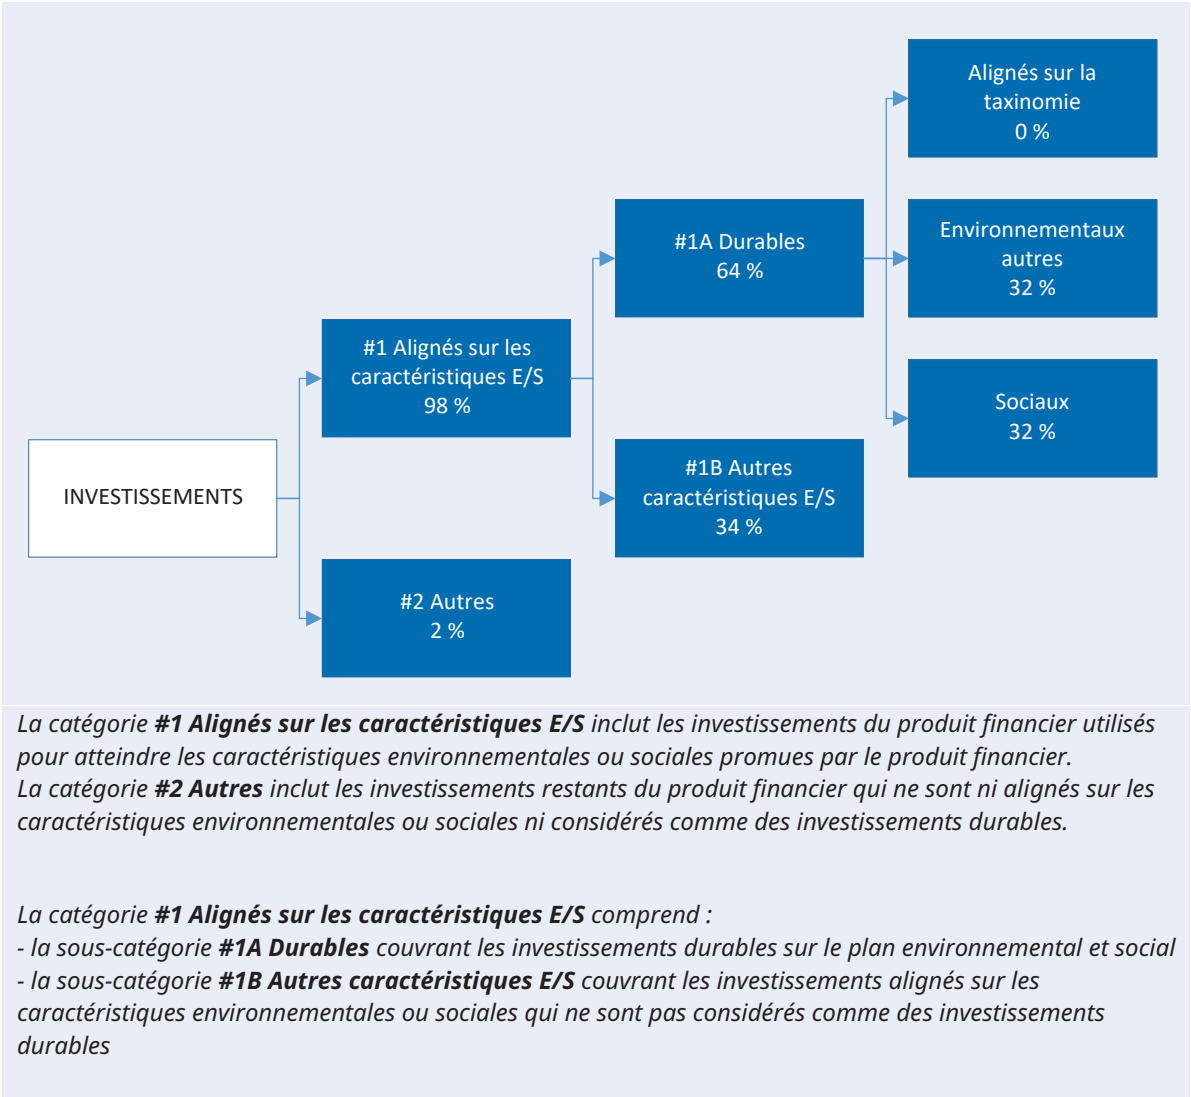 Alignés sur la
taxinomie
0 %
#1A Durables
64 %
Environnementaux
autres
32 %
#1 Alignés sur les
caractéristiques E/S
98 %
Sociaux
32 %
INVESTISSEMENTS
#1B Autres
caractéristiques E/S
34 %
#2 Autres
2 %
La catégorie #1 Alignés sur les caractéristiques E/S inclut les investissements du produit financier utilisés
pour atteindre les caractéristiques environnementales ou sociales promues par le produit financier.
La catégorie #2 Autres inclut les investissements restants du produit financier qui ne sont ni alignés sur les
caractéristiques environnementales ou sociales ni considérés comme des investissements durables.
La catégorie #1 Alignés sur les caractéristiques E/S comprend :
- la sous-catégorie #1A Durables couvrant les investissements durables sur le plan environnemental et social
- la sous-catégorie #1B Autres caractéristiques E/S couvrant les investissements alignés sur les
caractéristiques environnementales ou sociales qui ne sont pas considérés comme des investissements
durables